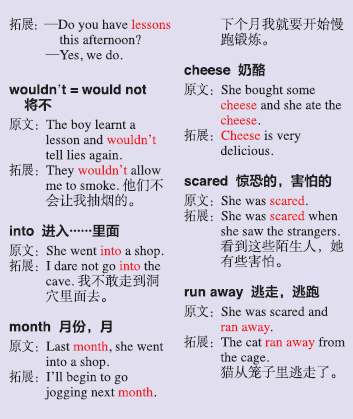 拓展：—Do you have lessons
this afternoon?
—Yes, we do.
wouldn't = would not
将不
原文：The boy learnt a
lesson and wouldn't
tell lies again.
拓展：They wouldn't allow
me to smoke. 他们不
会让我抽烟的。
into 进入……里面
原文：She went into a shop.
拓展：I dare not go into the
cave. 我不敢走到洞
穴里面去。
month 月份，月
原文：Last month, she went
into a shop.
拓展：I'll begin to go
jogging next month.
下个月我就要开始慢
跑锻炼。
cheese 奶酪
原文：She bought some
cheese and she ate the
cheese.
拓展：Cheese is very
delicious.
scared 惊恐的，害怕的
原文：She was scared.
拓展：She was scared when
she saw the strangers.
看到这些陌生人，她
有些害怕。
run away 逃走，逃跑
原文：She was scared and
ran away.
拓展：The cat ran away from
the cage.
猫从笼子里逃走了。